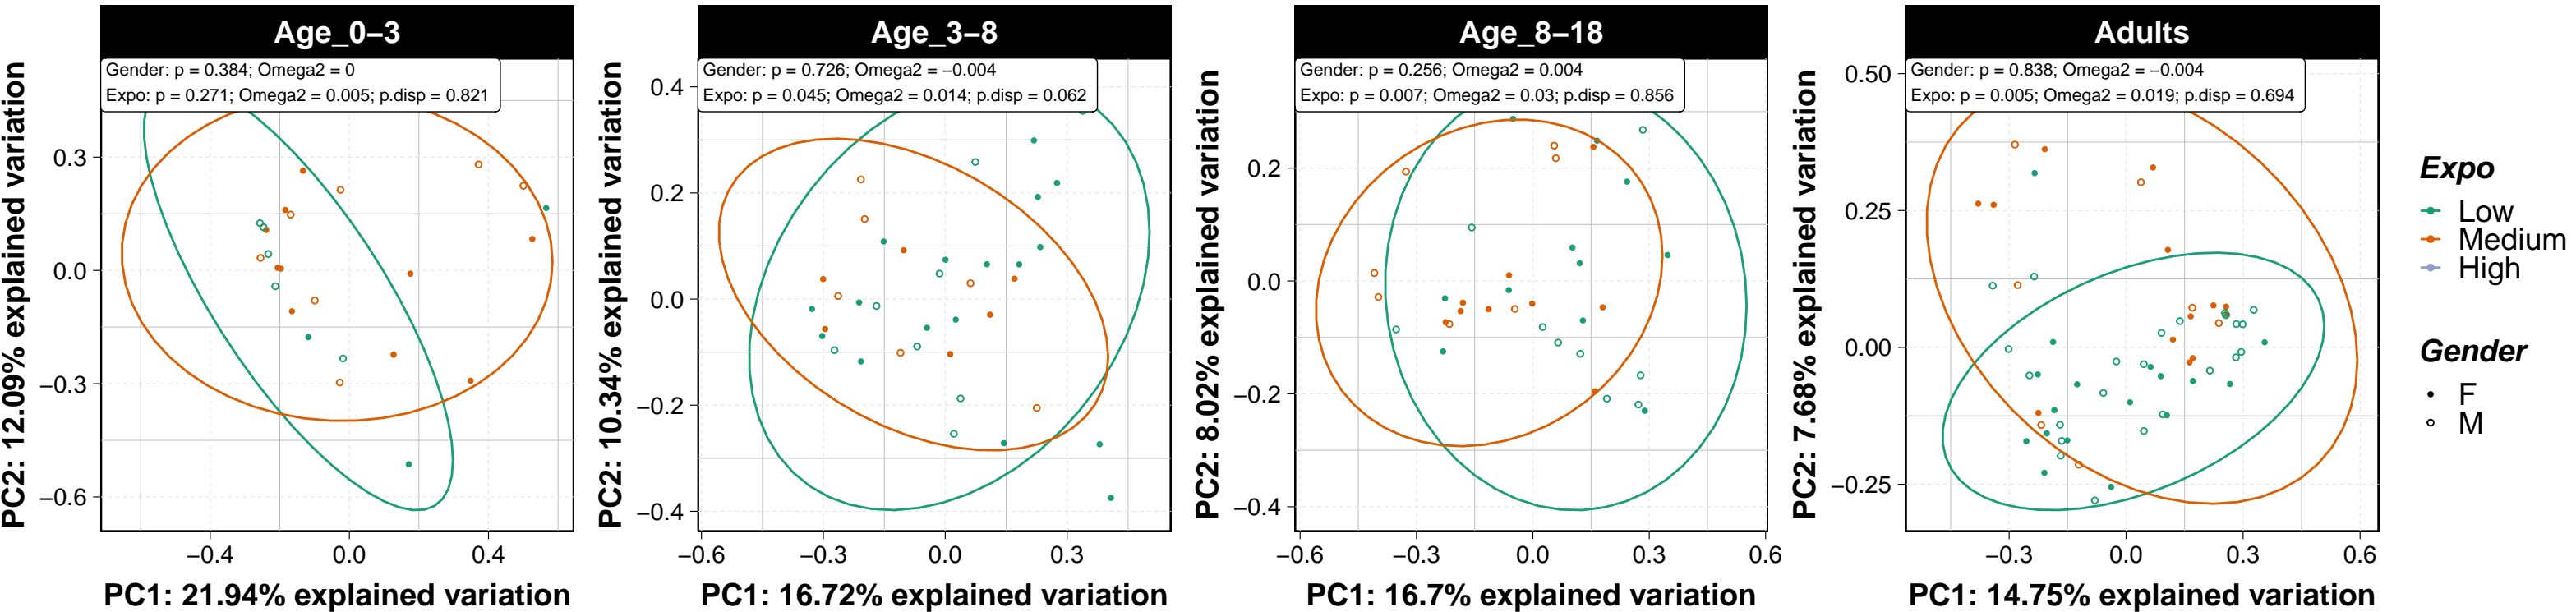 Age_0–3
Gender: p = 0.384; Omega2 = 0
Expo: p = 0.271; Omega2 = 0.005; p.disp = 0.821
PC2: 12.09% explained variation
0.3
0.0
−0.3
−0.6
−0.4
0.0
0.4
PC1: 21.94% explained variation
Age_3–8
Gender: p = 0.726; Omega2 = −0.004
Expo: p = 0.045; Omega2 = 0.014; p.disp = 0.062
PC2: 10.34% explained variation
0.4
0.2
0.0
−0.2
−0.4
−0.6
−0.3
0.0
0.3
PC1: 16.72% explained variation
Age_8–18
Gender: p = 0.256; Omega2 = 0.004
Expo: p = 0.007; Omega2 = 0.03; p.disp = 0.856
PC2: 8.02% explained variation
0.2
0.0
−0.2
−0.4
−0.6
−0.3
0.0
0.3
0.6
PC1: 16.7% explained variation
Adults
Gender: p = 0.838; Omega2 = −0.004
Expo: p = 0.005; Omega2 = 0.019; p.disp = 0.694
PC2: 7.68% explained variation
0.50
0.25
0.00
−0.25
−0.3
0.0
0.3
0.6
PC1: 14.75% explained variation
Expo
Low
Medium
High
Gender
F
M